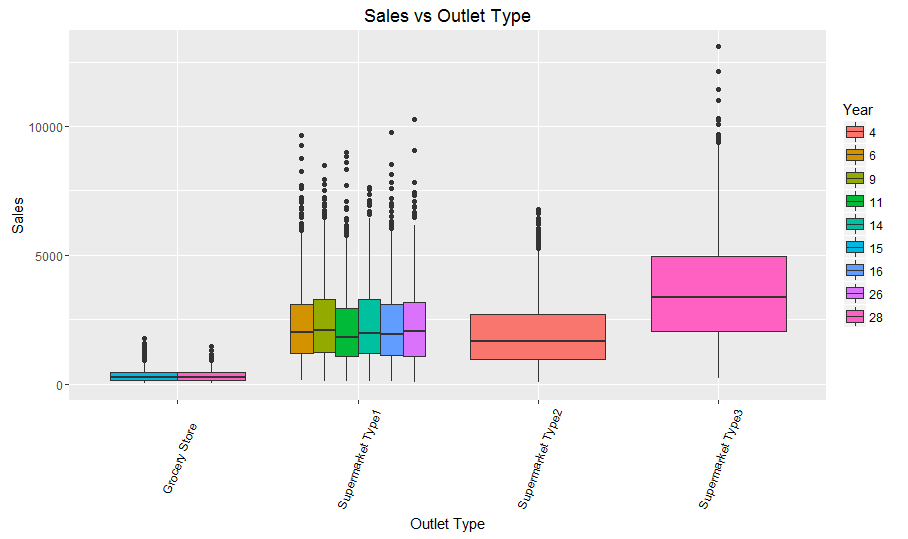 Sales vs Outlet Type
Sales
10000
5000
0
Grocery Store
Supermarket Type1
Supermarket Type2
Supermarket Type3
Outlet Type
Year
4
6
9
11
14
15
16
26
28